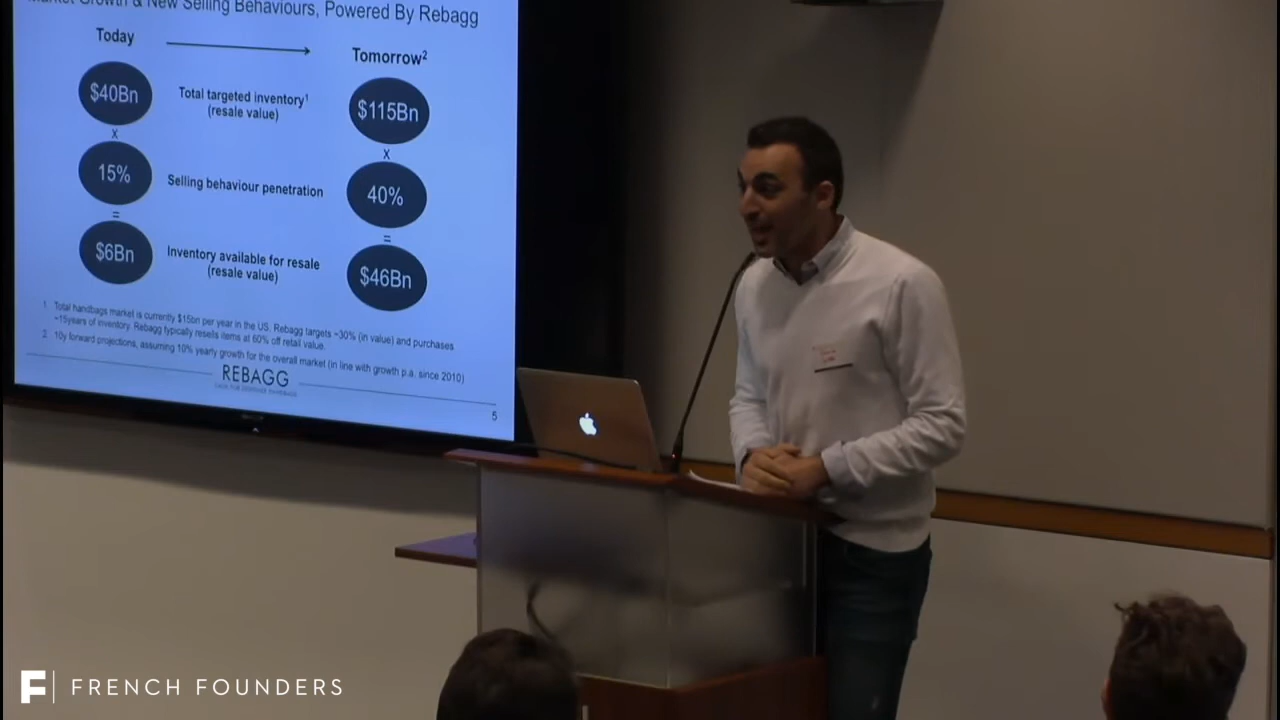 Market Growth & New Selling Behaviours, Powered By Rebagg
Today
Tomorrow²
$40Bn
Total targeted inventory¹
(resale value)
$115Bn
x
x
15%
Selling behaviour penetration
40%
=
=
$6Bn
Inventory available for resale
(resale value)
$46Bn
1. Total handbags market is currently $15bn per year in the US. Rebagg targets ~30% (in value) and purchases
~15years of inventory. Rebagg typically resells items at 60% off retail value.
2. 10y forward projections, assuming 10% yearly growth for the overall market (in line with growth p.a. since 2010)
REBAGG
5
F FRENCH FOUNDERS